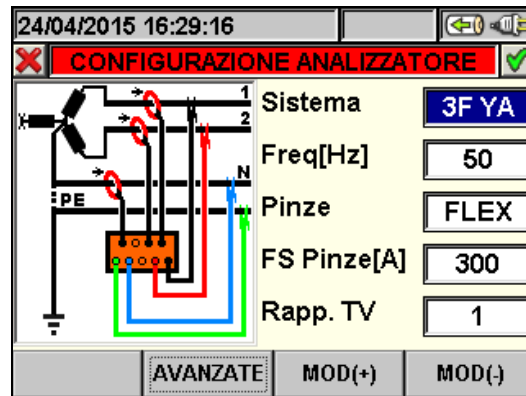 24/04/2015 16:29:16
CONFIGURAZIONE ANALIZZATORE
1
2
N
PE
Sistema 3F YA
Freq[Hz] 50
Pinze FLEX
FS Pinze[A] 300
Rapp. TV 1
AVANZATE MOD(+) MOD(-)